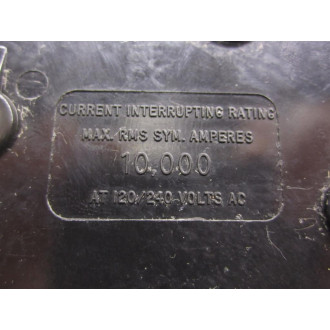 CURRENT INTERRUPTING RATING
MAX. RMS SYM. AMPERES
10,000
AT 120/240 VOLTS AC